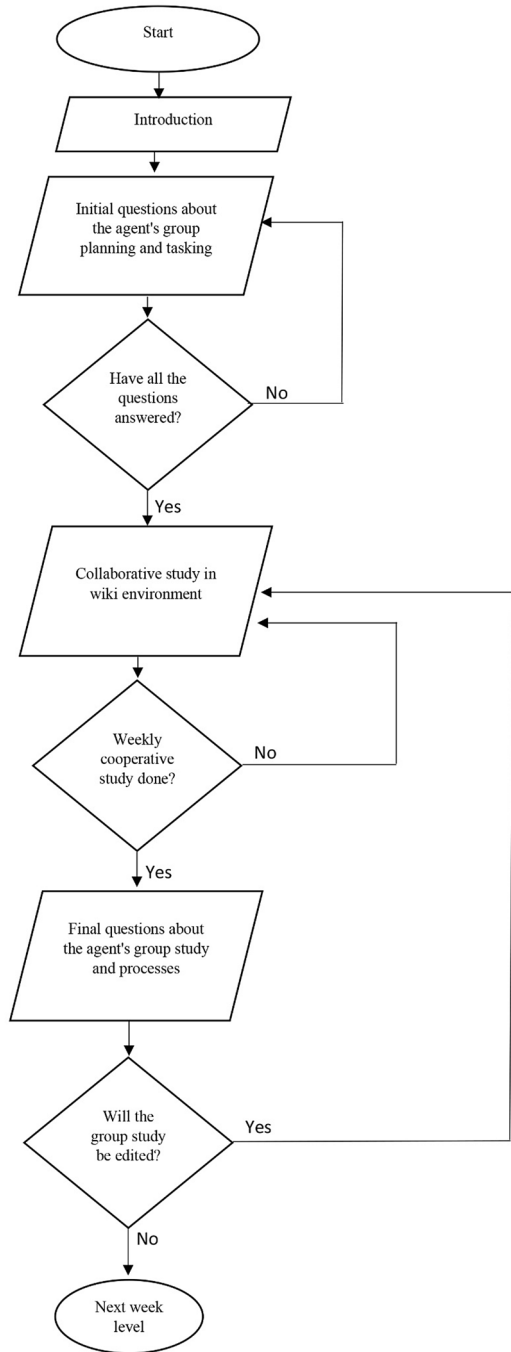 Start
Introduction
Initial questions about
the agent's group
planning and tasking
Have all the
questions
answered?
No
Yes
Collaborative study in
wiki environment
Weekly
cooperative
study done?
No
Yes
Final questions about
the agent's group study
and processes
Will the
group study
be edited?
Yes
No
Next week
level